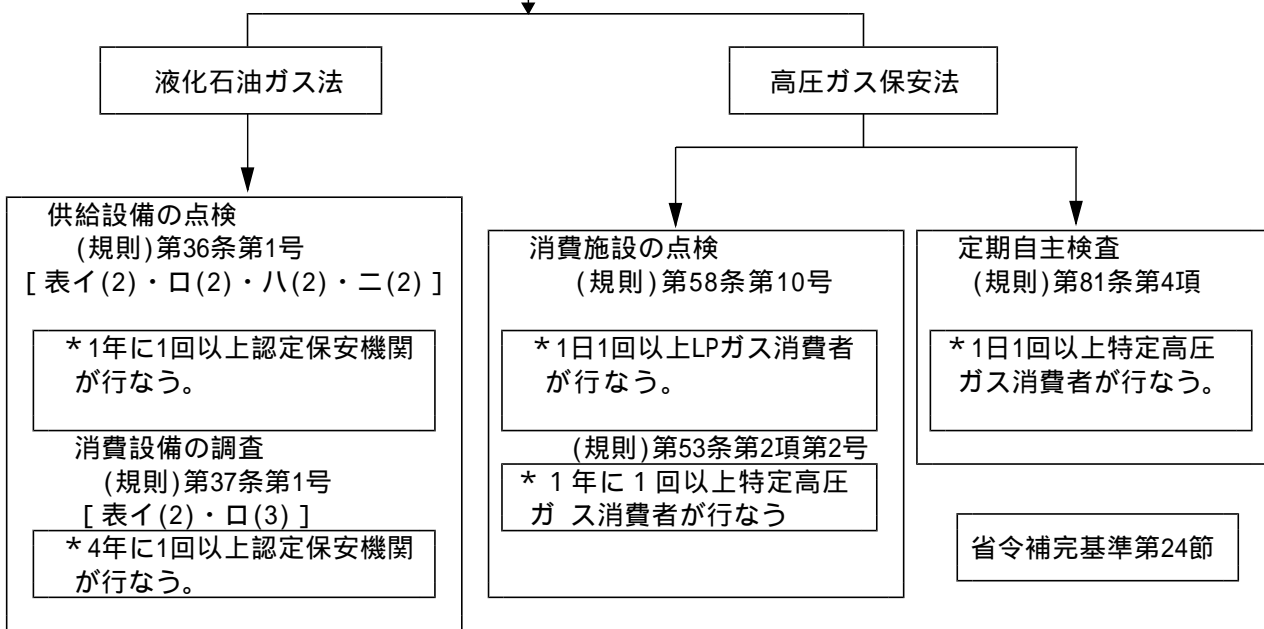 液化石油ガス法
高圧ガス保安法
供給設備の点検
(規則)第36条第1号
[表イ(2)・ロ(2)・ハ(2)・ニ(2)]
*1年に1回以上認定保安機関
が行なう。
消費設備の調査
(規則)第37条第1号
[表イ(2)・ロ(3)]
*4年に1回以上認定保安機関
が行なう。
消費施設の点検
(規則)第58条第10号
*1日1回以上LPガス消費者
が行なう。
(規則)第53条第2項第2号
*1年に1回以上特定高圧
ガス消費者が行なう
定期自主検査
(規則)第81条第4項
*1日1回以上特定高圧
ガス消費者が行なう。
省令補完基準第24節